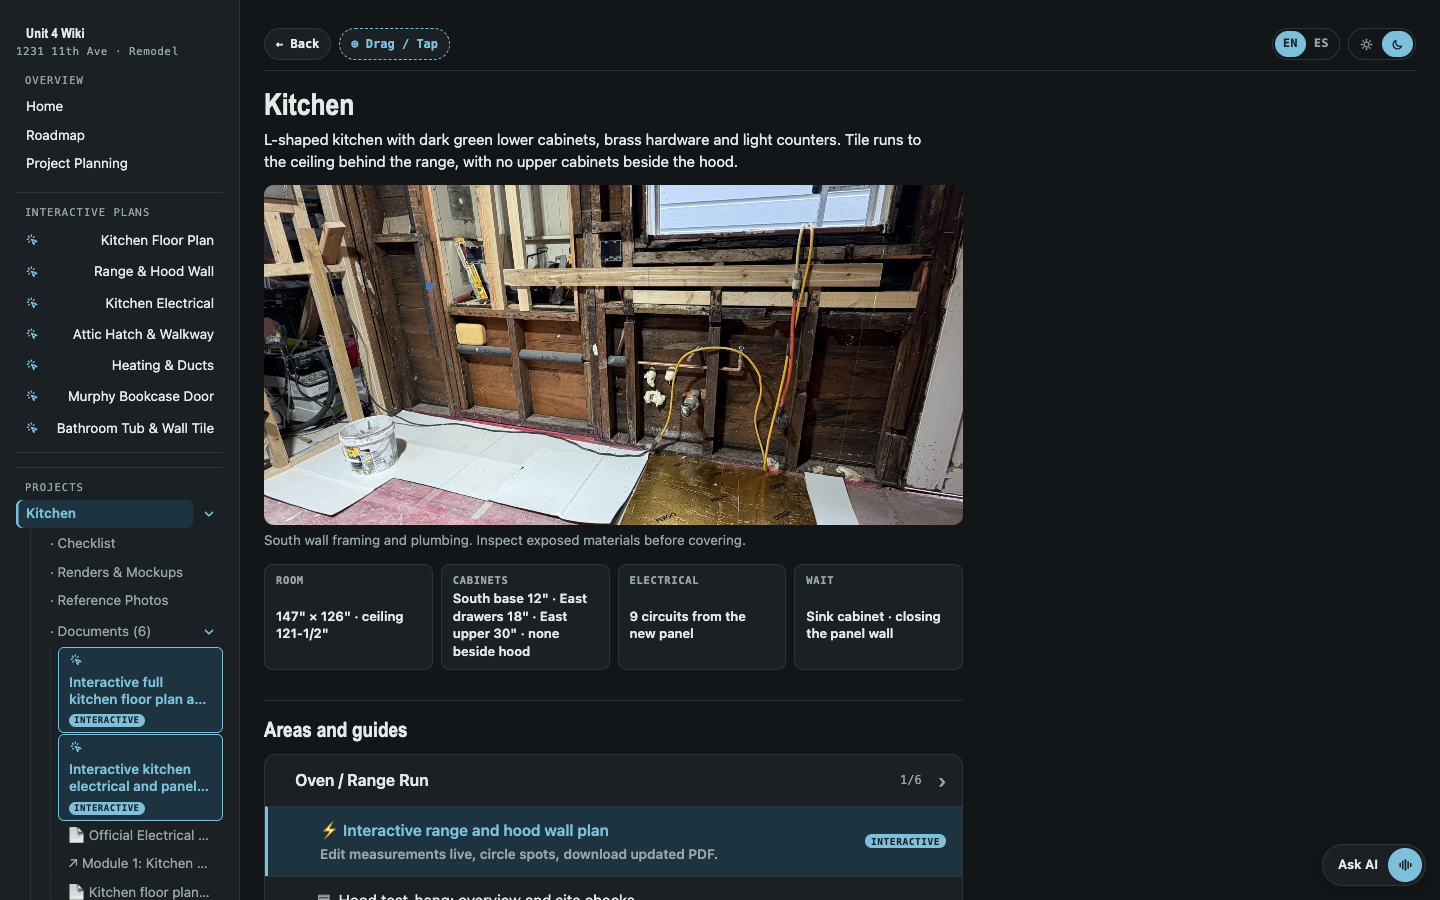 Unit 4 Wiki
1231 11th Ave · Remodel
OVERVIEW
Home
Roadmap
Project Planning
INTERACTIVE PLANS
Kitchen Floor Plan
Range & Hood Wall
Kitchen Electrical
Attic Hatch & Walkway
Heating & Ducts
Murphy Bookcase Door
Bathroom Tub & Wall Tile
PROJECTS
Kitchen
· Checklist
· Renders & Mockups
· Reference Photos
· Documents (6)
Interactive full
kitchen floor plan a...
INTERACTIVE
Interactive kitchen
electrical and panel...
INTERACTIVE
Official Electrical ...
↗ Module 1: Kitchen ...
Kitchen floor plan...
← Back
⊕ Drag / Tap
EN ES
Kitchen
L-shaped kitchen with dark green lower cabinets, brass hardware and light counters. Tile runs to
the ceiling behind the range, with no upper cabinets beside the hood.
South wall framing and plumbing. Inspect exposed materials before covering.
ROOM
147" × 126" · ceiling
121-1/2"
CABINETS
South base 12" · East
drawers 18" · East
upper 30" · none
beside hood
ELECTRICAL
9 circuits from the
new panel
WAIT
Sink cabinet · closing
the panel wall
Areas and guides
Oven / Range Run
1/6 ›
⚡ Interactive range and hood wall plan
Edit measurements live, circle spots, download updated PDF.
INTERACTIVE
Hood test-hang: overview and site checks
Ask AI